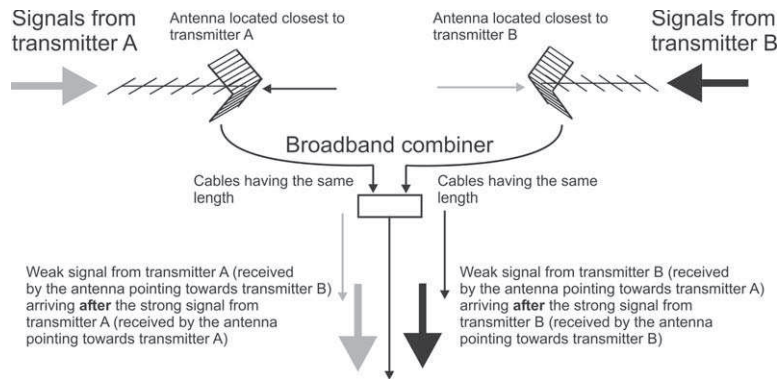 Signals from
transmitter A
Antenna located closest to
transmitter A
Antenna located closest to
transmitter B
Signals from
transmitter B
Broadband combiner
Cables having the same
length
Cables having the same
length
Weak signal from transmitter A (received
by the antenna pointing towards transmitter B)
arriving after the strong signal from
transmitter A (received by the antenna
pointing towards transmitter A)
Weak signal from transmitter B (received
by the antenna pointing towards transmitter A)
arriving after the strong signal from
transmitter B (received by the antenna
pointing towards transmitter B)